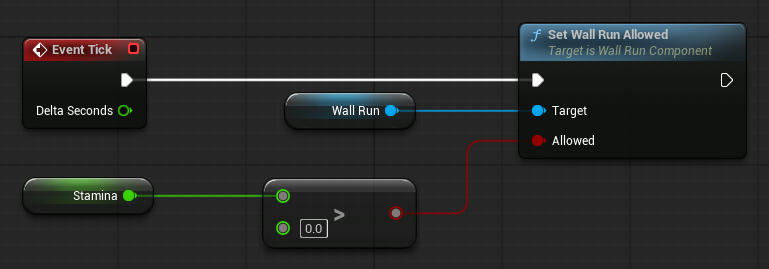 Event Tick
Delta Seconds
Wall Run
f Set Wall Run Allowed
Target is Wall Run Component
Target
Allowed
Stamina
0.0
>